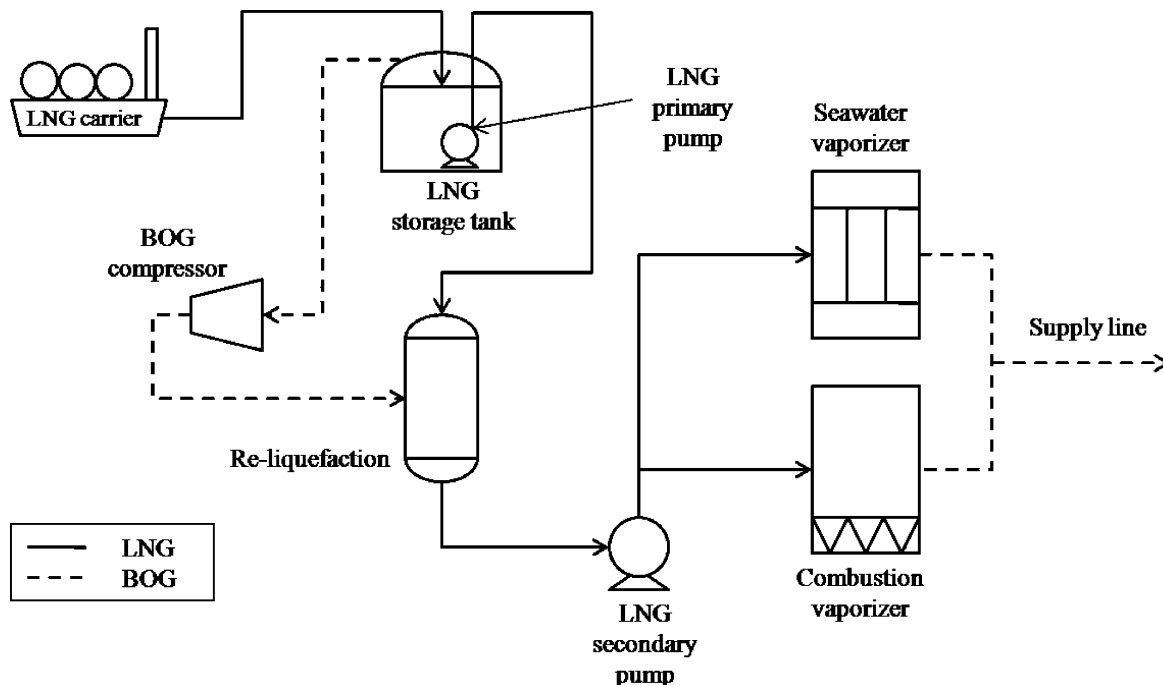 LNG carrier
LNG
primary
pump
LNG
storage tank
Seawater
vaporizer
BOG
compressor
Supply line
Re-liquefaction
LNG
BOG
LNG
secondary
pump
Combustion
vaporizer